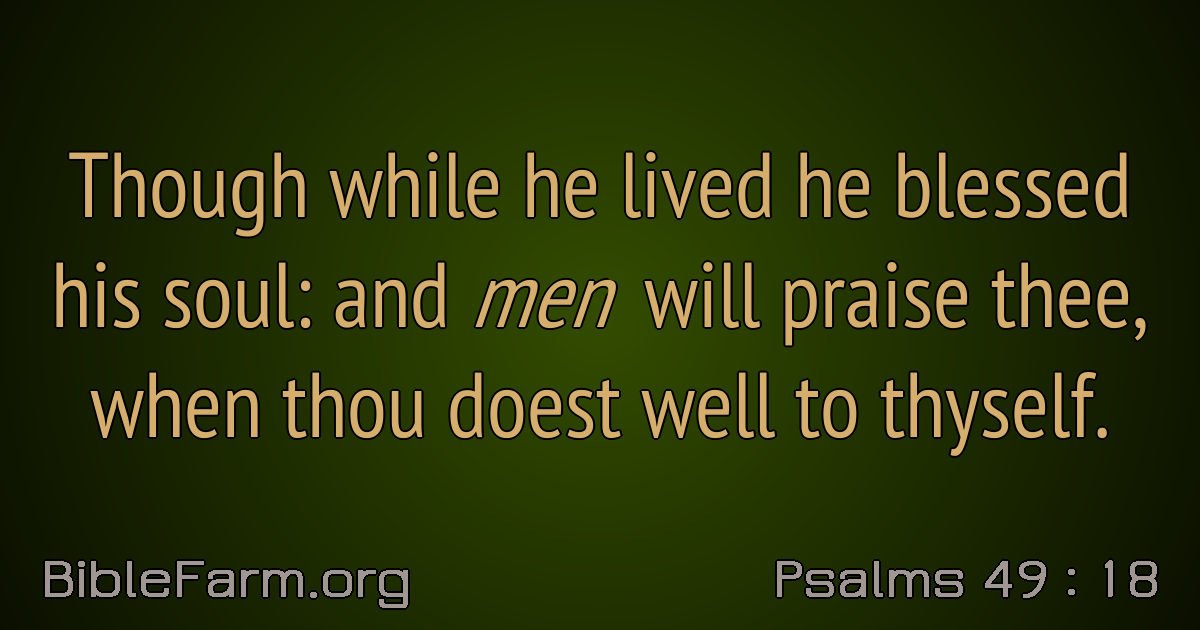 Though while he lived he blessed
his soul: and men will praise thee,
when thou doest well to thyself.
BibleFarm.org
Psalms 49 : 18